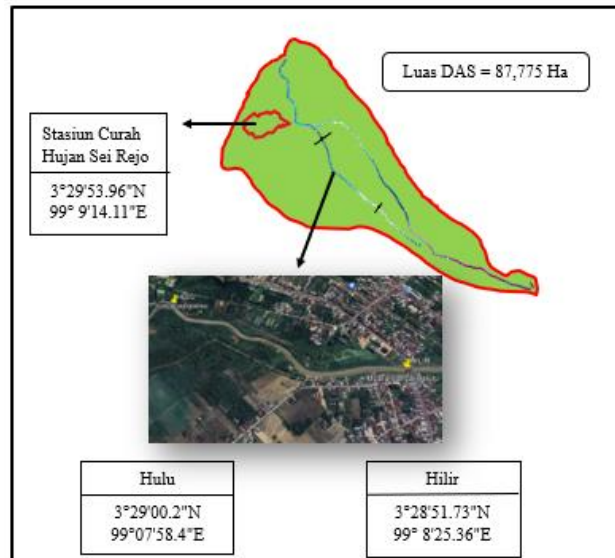 Luas DAS = 87,775 Ha
Stasiun Curah
Hujan Sei Rejo
3°29'53.96"N
99° 9'14.11"E
Hulu
3°29'00.2"N
99°07'58.4"E
Hilir
3°28'51.73"N
99° 8'25.36"E